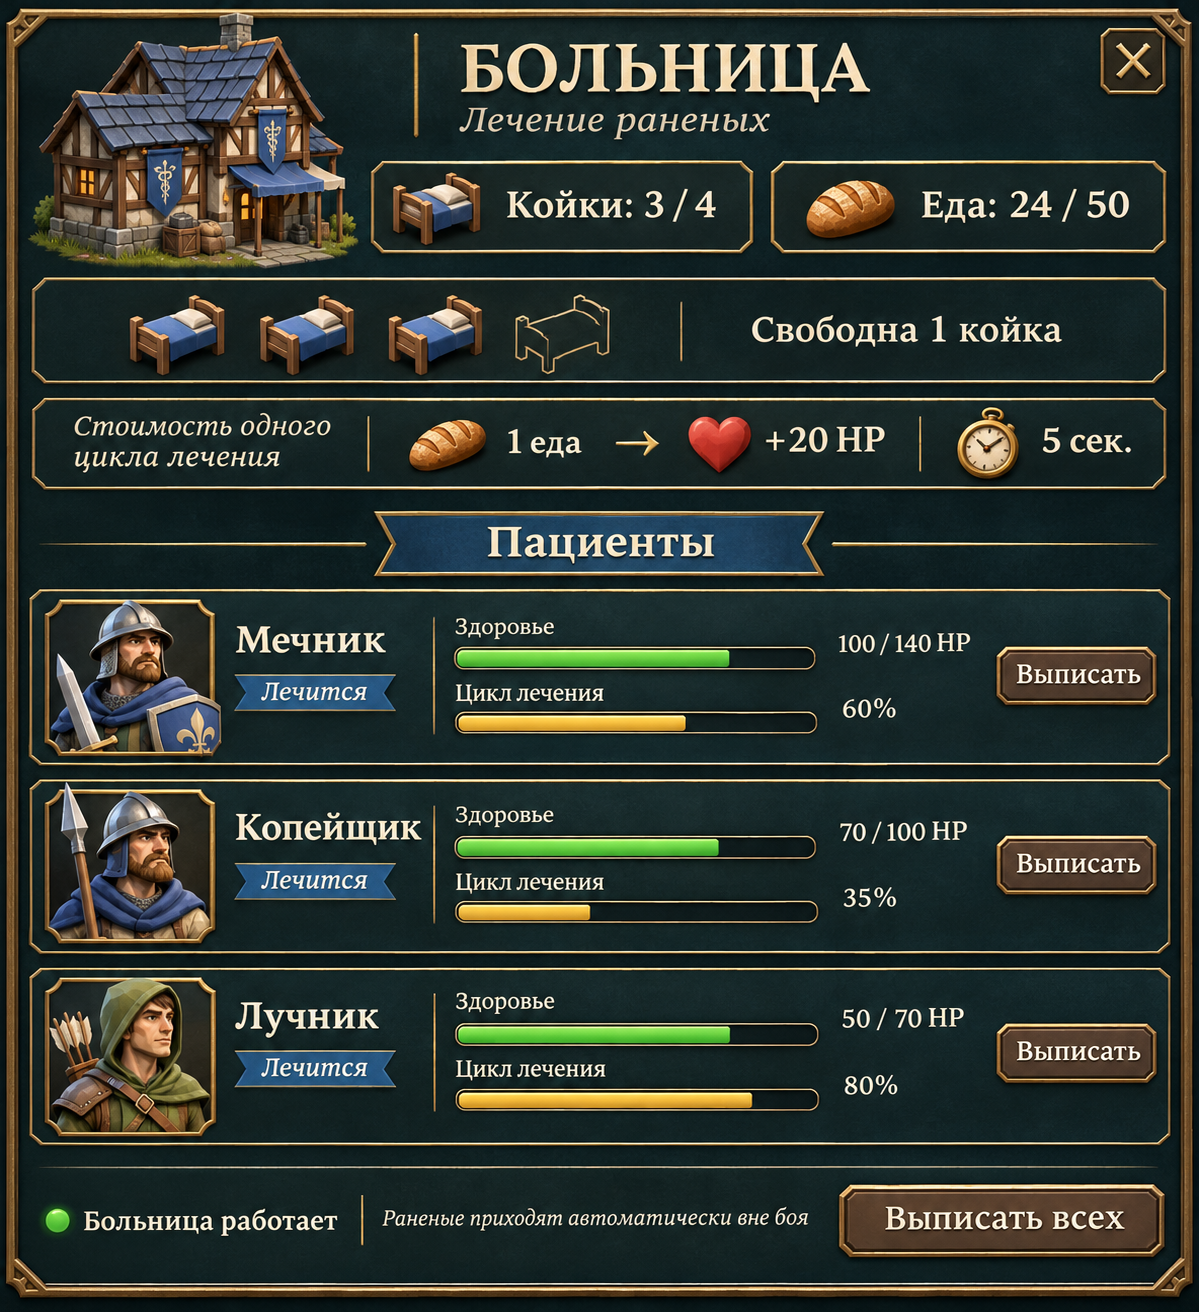 БОЛЬНИЦА
Лечение раненых
Койки: 3 / 4
Еда: 24 / 50
Свободна 1 койка
Стоимость одного
цикла лечения
1 еда
+20 HP
5 сек.
Пациенты
Мечник
Лечится
Здоровье
100 / 140 HP
Цикл лечения
60%
Выписать
Копейщик
Лечится
Здоровье
70 / 100 HP
Цикл лечения
35%
Выписать
Лучник
Лечится
Здоровье
50 / 70 HP
Цикл лечения
80%
Выписать
Больница работает
Раненые приходят автоматически вне боя
Выписать всех